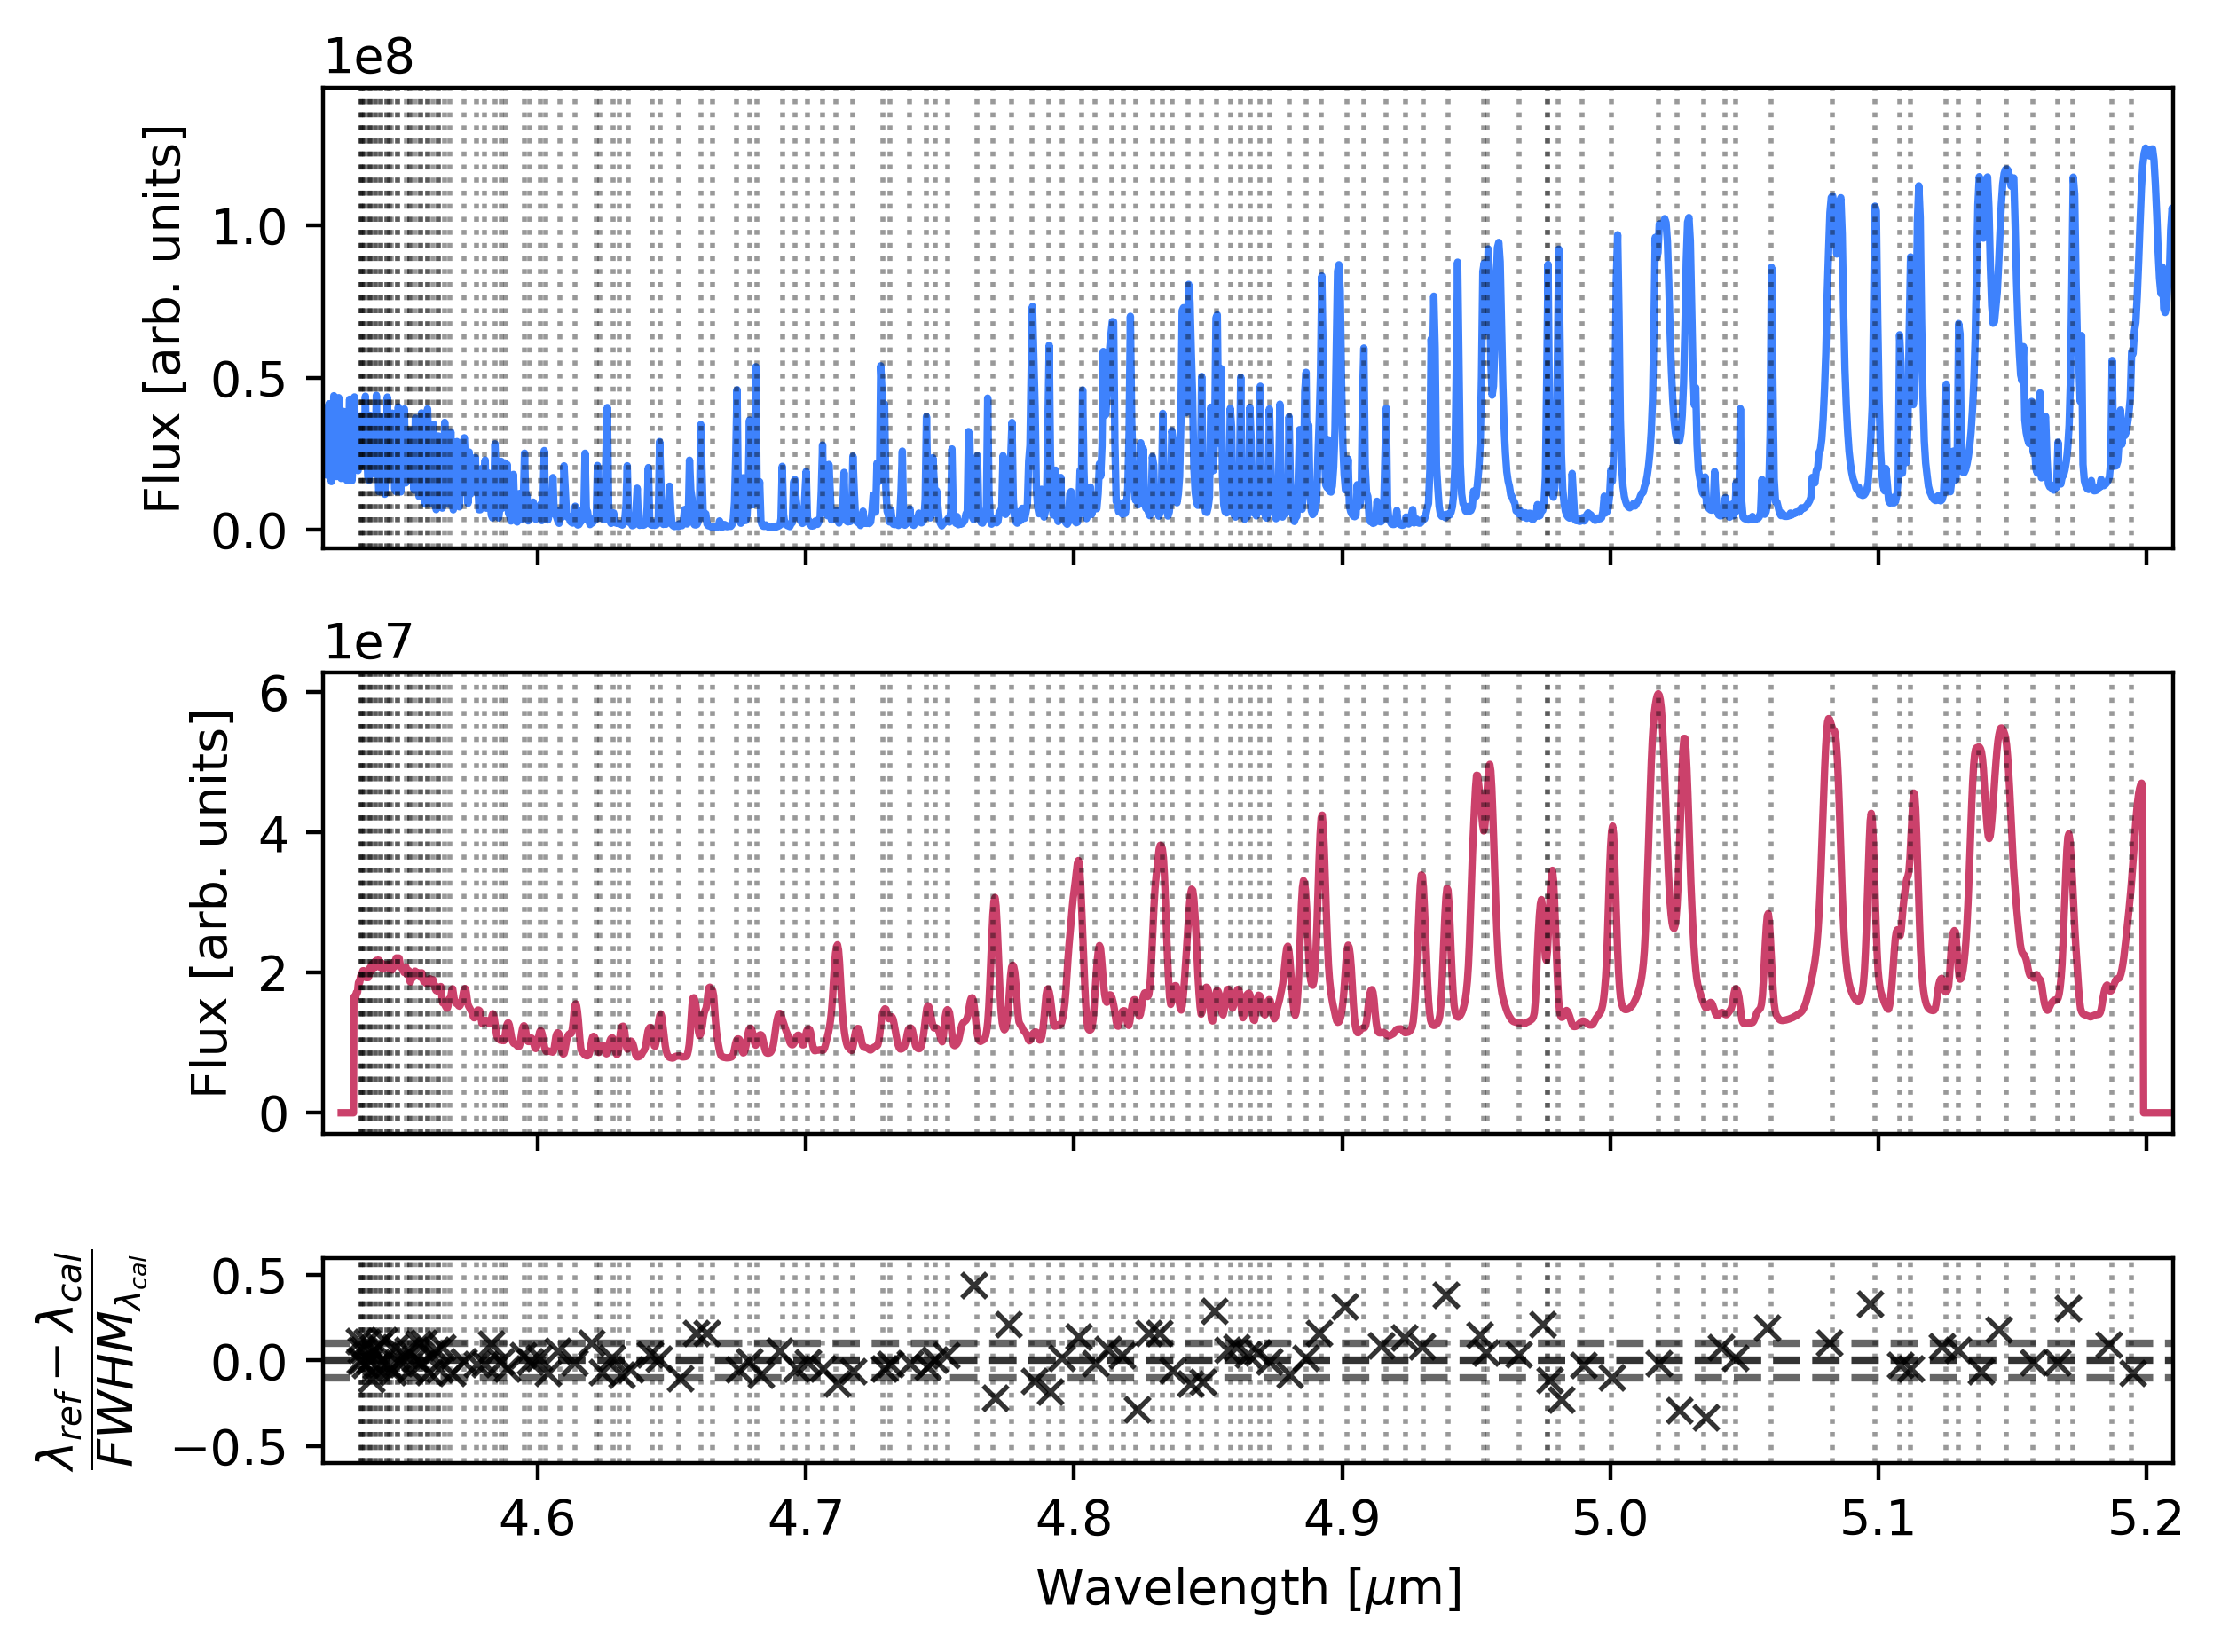 1e8
Flux [arb. units]
1.0
0.5
0.0
1e7
Flux [arb. units]
6
4
2
0
λref − λcal
FWHMλcal
0.5
0.0
−0.5
4.6 4.7 4.8 4.9 5.0 5.1 5.2
Wavelength [μm]